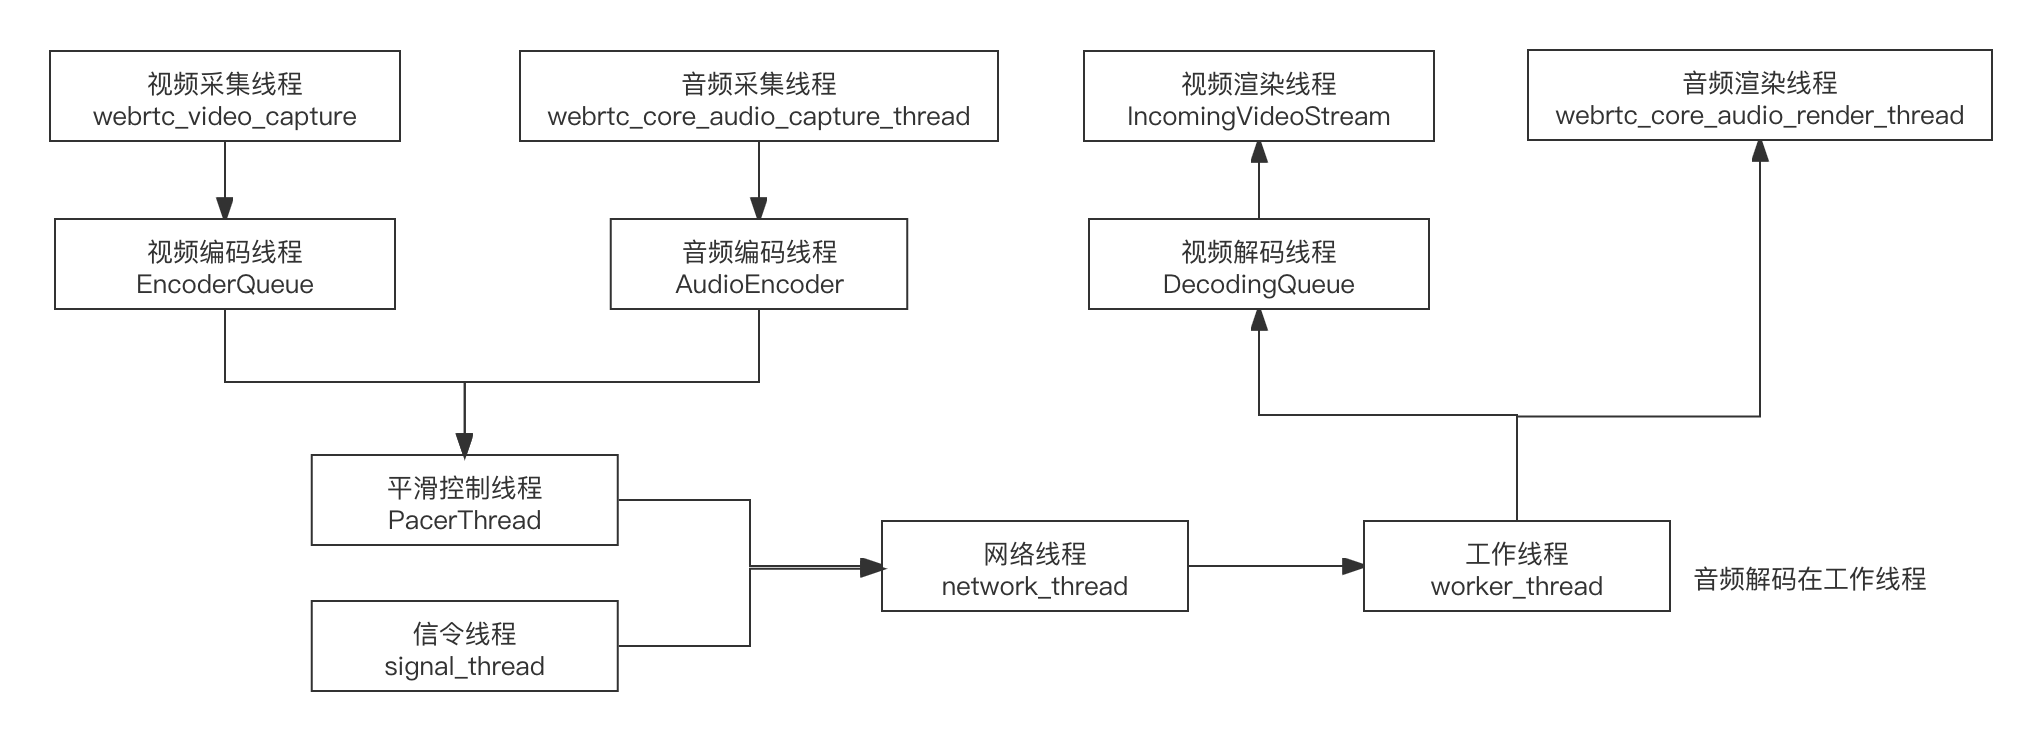 视频采集线程
webrtc_video_capture
音频采集线程
webrtc_core_audio_capture_thread
视频渲染线程
IncomingVideoStream
音频渲染线程
webrtc_core_audio_render_thread
视频编码线程
EncoderQueue
音频编码线程
AudioEncoder
视频解码线程
DecodingQueue
平滑控制线程
PacerThread
网络线程
network_thread
工作线程
worker_thread
音频解码在工作线程
信令线程
signal_thread